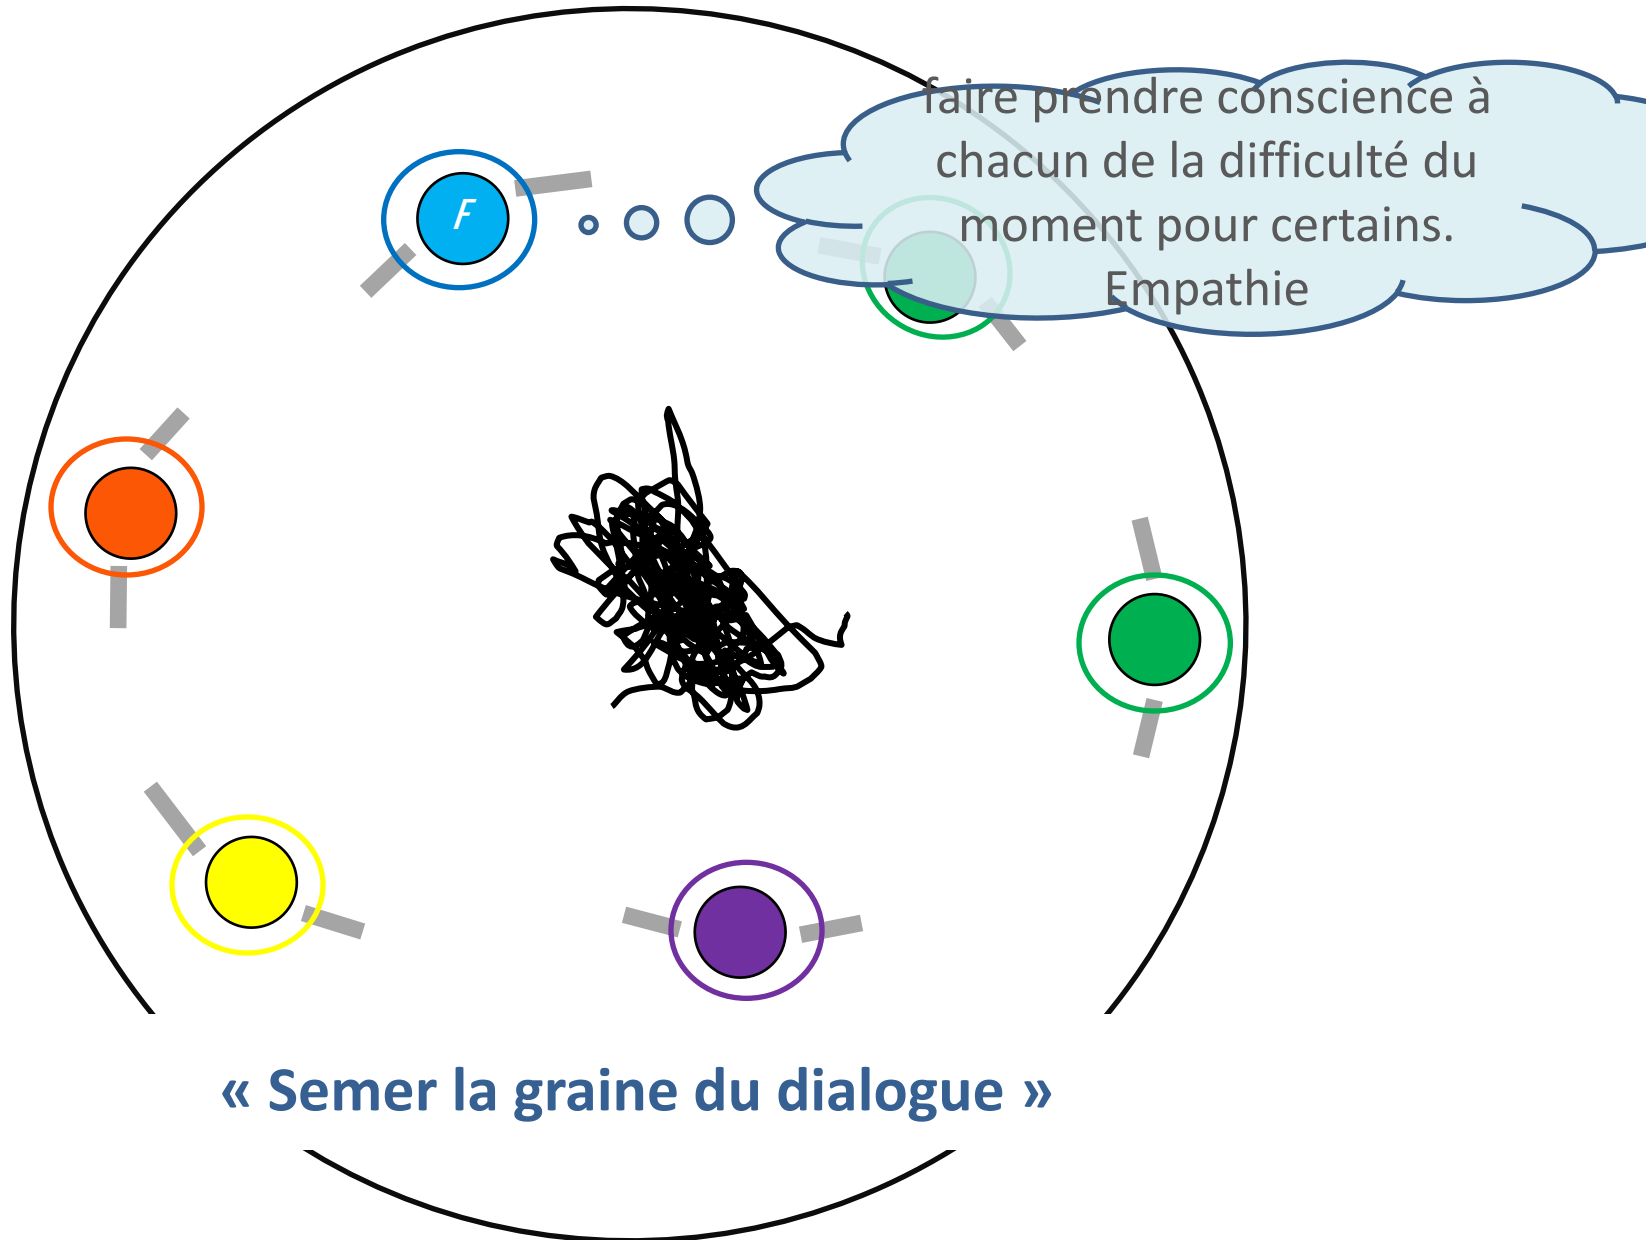 faire prendre conscience à
chacun de la difficulté du
moment pour certains.
Empathie
F
« Semer la graine du dialogue »